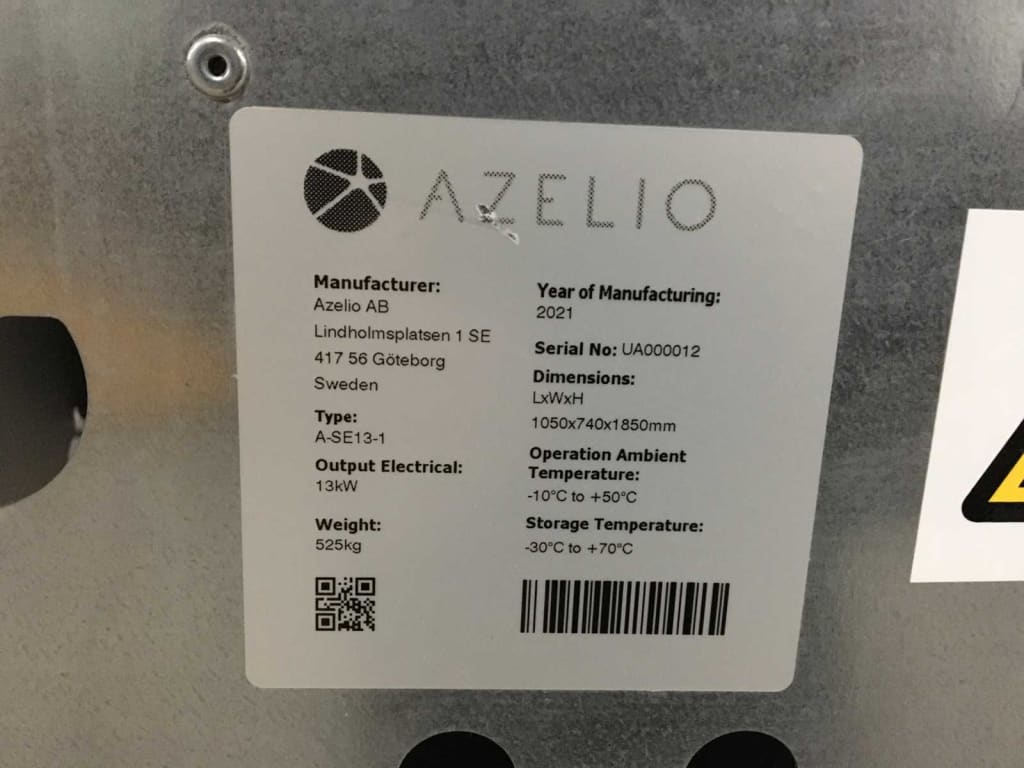 AZELIO
Manufacturer:
Azelio AB
Lindholmsplatsen 1 SE
417 56 Göteborg
Sweden
Type:
A-SE13-1
Output Electrical:
13kW
Weight:
525kg
Year of Manufacturing:
2021
Serial No: UA000012
Dimensions:
LxWxH
1050x740x1850mm
Operation Ambient
Temperature:
-10°C to +50°C
Storage Temperature:
-30°C to +70°C